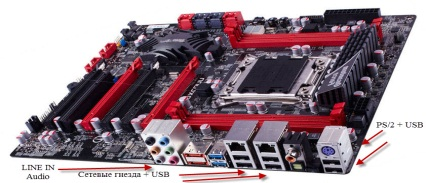 PS/2 + USB
LINE IN
Audio
Сетевые гнезда + USB